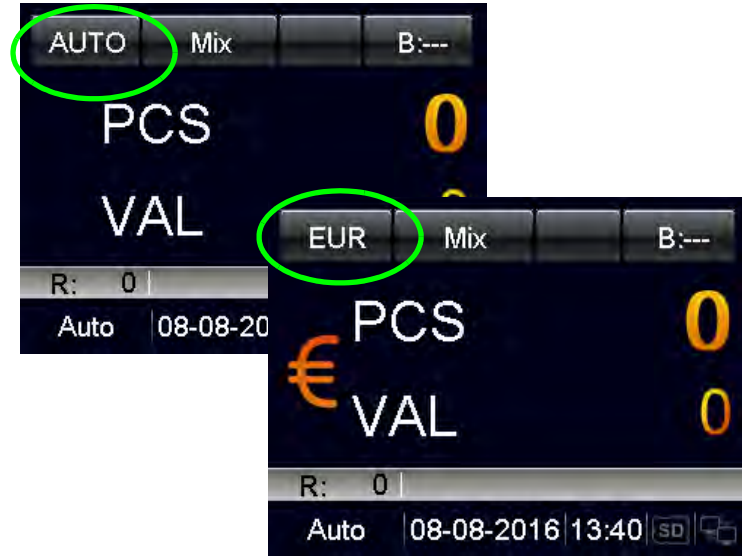 AUTO Mix B:---
PCS 0
VAL
R: 0
Auto 08-08-20
EUR Mix B:---
PCS 0
€
VAL 0
R: 0
Auto 08-08-2016 13:40 SD